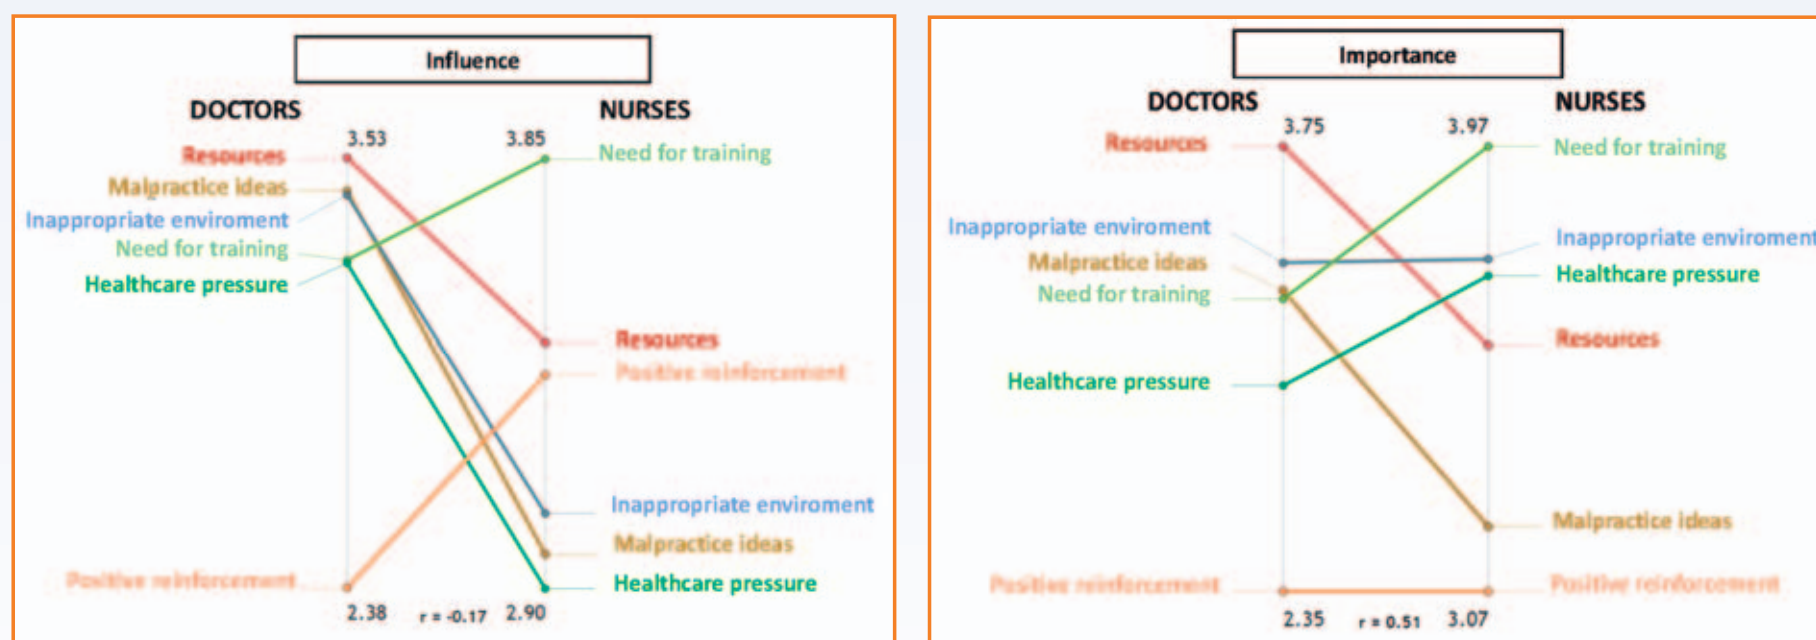 Influence
DOCTORS
NURSES
3.53
3.85
Resources
Malpractice ideas
Inappropriate enviroment
Need for training
Healthcare pressure
Positive reinforcement
Need for training
Resources
Positive reinforcement
Inappropriate enviroment
Malpractice ideas
Healthcare pressure
2.38
r = -0.17
2.90
Importance
DOCTORS
NURSES
3.75
3.97
Resources
Inappropriate enviroment
Malpractice ideas
Need for training
Healthcare pressure
Positive reinforcement
Need for training
Inappropriate enviroment
Healthcare pressure
Resources
Malpractice ideas
Positive reinforcement
2.35
r = 0.51
3.07